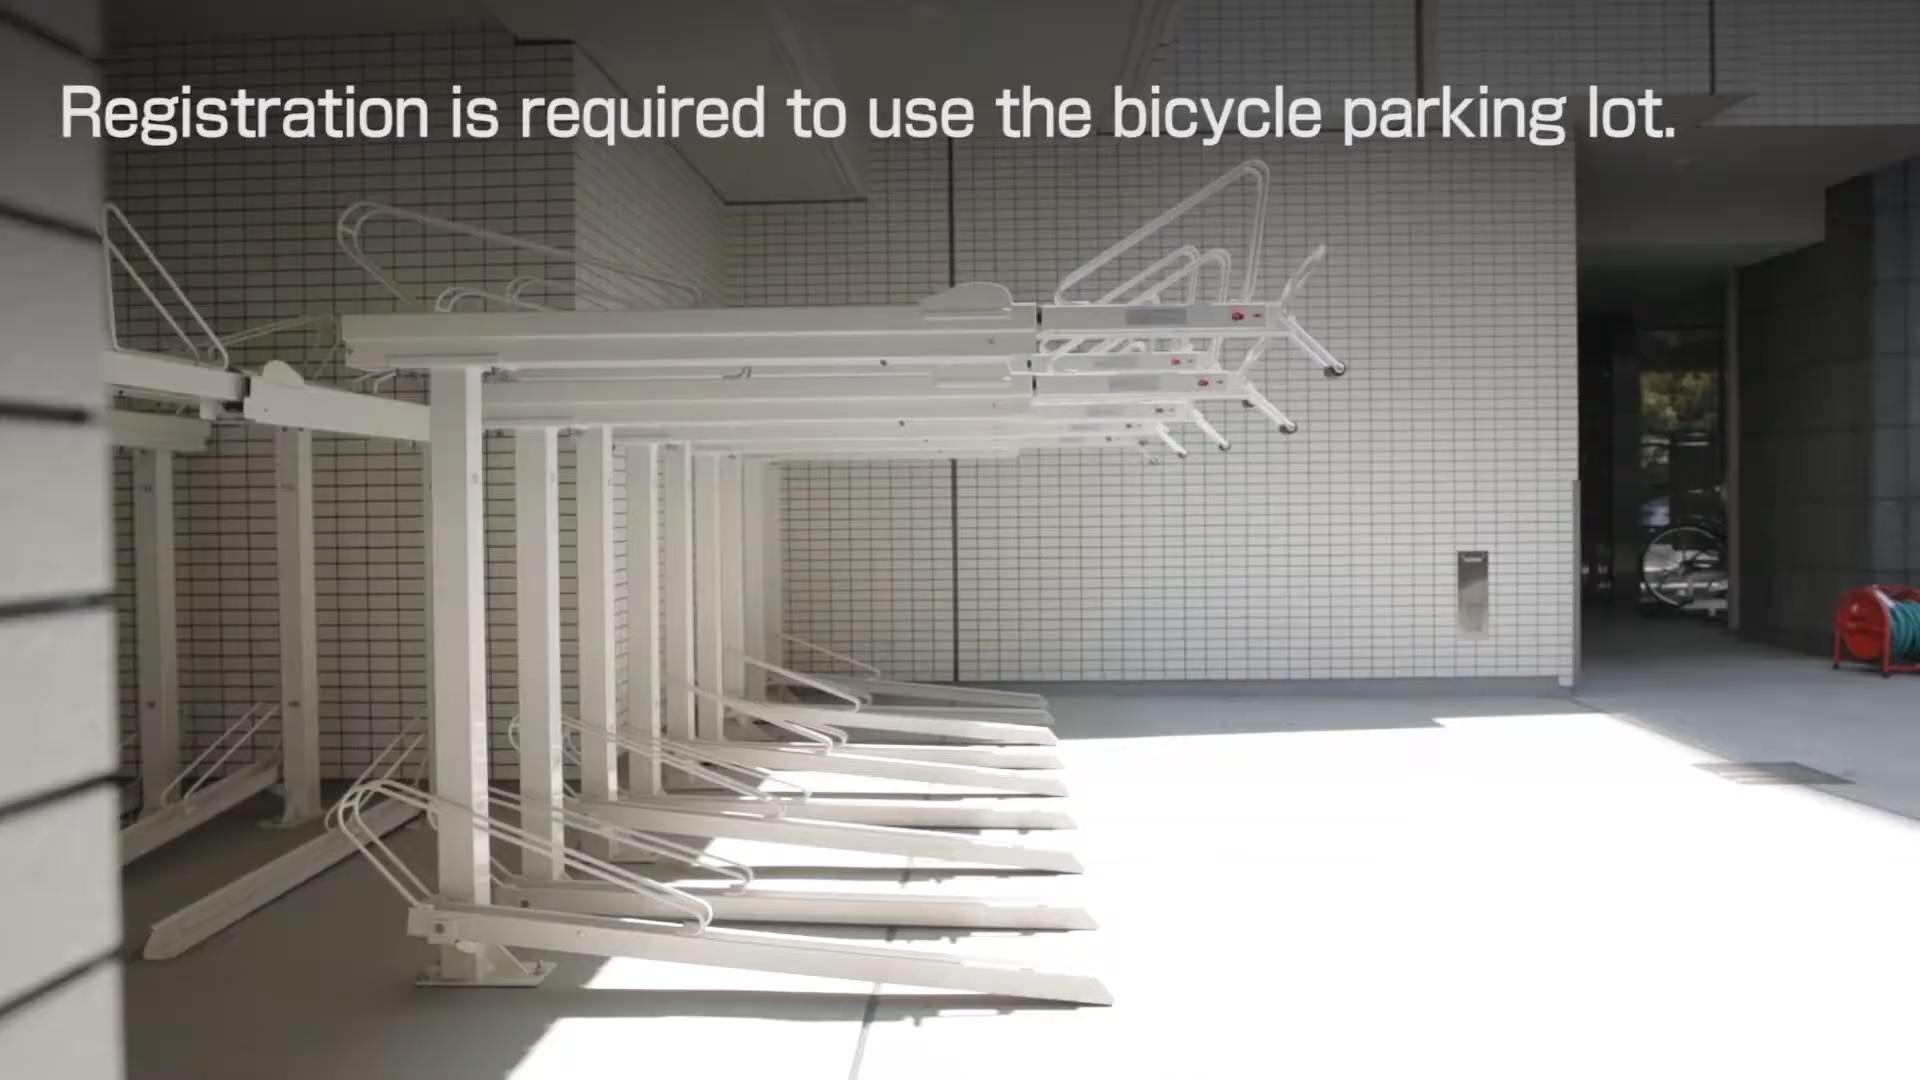 Registration is required to use the bicycle parking lot.